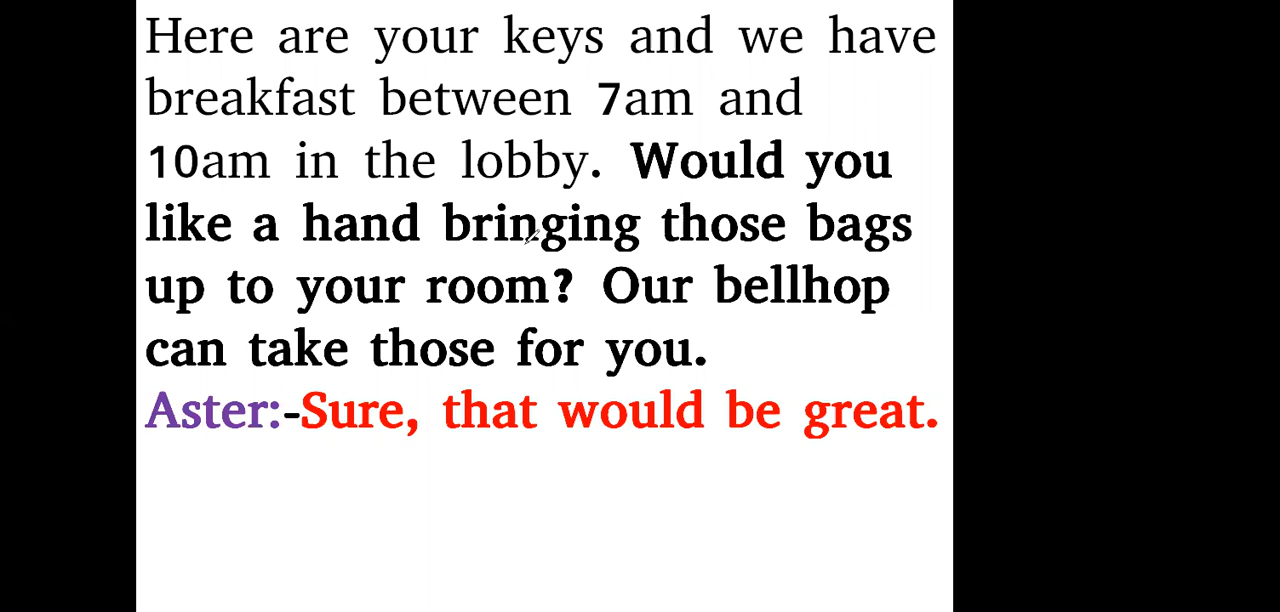 Here are your keys and we have
breakfast between 7am and
10am in the lobby. Would you
like a hand bringing those bags
up to your room? Our bellhop
can take those for you.
Aster:-Sure, that would be great.